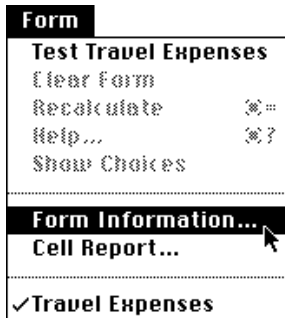 Form
Test Travel Expenses
Clear Form
Recalculate ⌘=
Help... ⌘?
Show Choices
Form Information...
Cell Report...
✓Travel Expenses